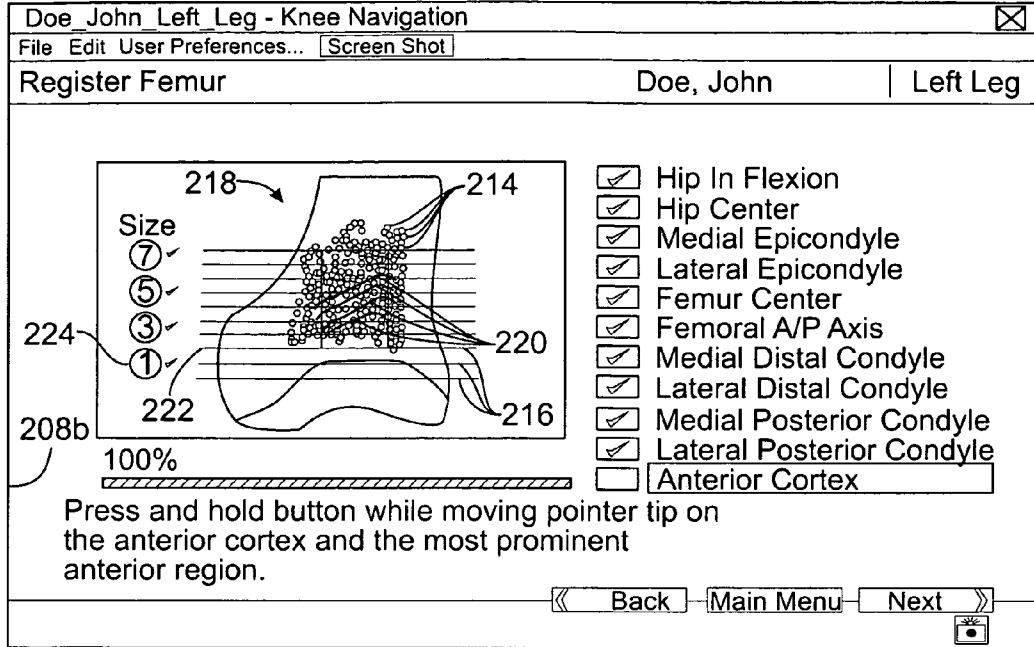 Doe_John_Left_Leg - Knee Navigation
File Edit User Preferences... Screen Shot
Register Femur Doe, John Left Leg
218
214
Size
7
5
3
1
224
222
220
216
208b
Hip In Flexion
Hip Center
Medial Epicondyle
Lateral Epicondyle
Femur Center
Femoral A/P Axis
Medial Distal Condyle
Lateral Distal Condyle
Medial Posterior Condyle
Lateral Posterior Condyle
Anterior Cortex
100%
Press and hold button while moving pointer tip on
the anterior cortex and the most prominent
anterior region.
Back Main Menu Next